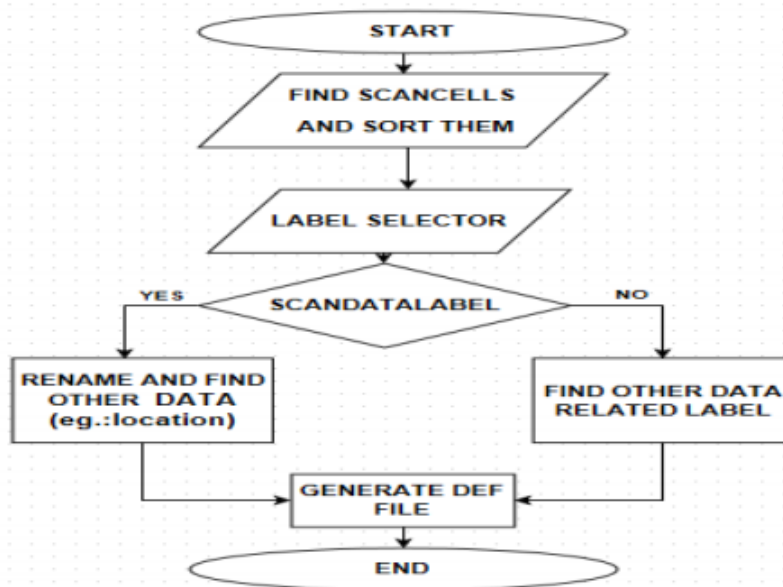 START
FIND SCANCELLS
AND SORT THEM
LABEL SELECTOR
SCANDATALABEL
YES
NO
RENAME AND FIND
OTHER DATA
(eg.:location)
FIND OTHER DATA
RELATED LABEL
GENERATE DEF
FILE
END